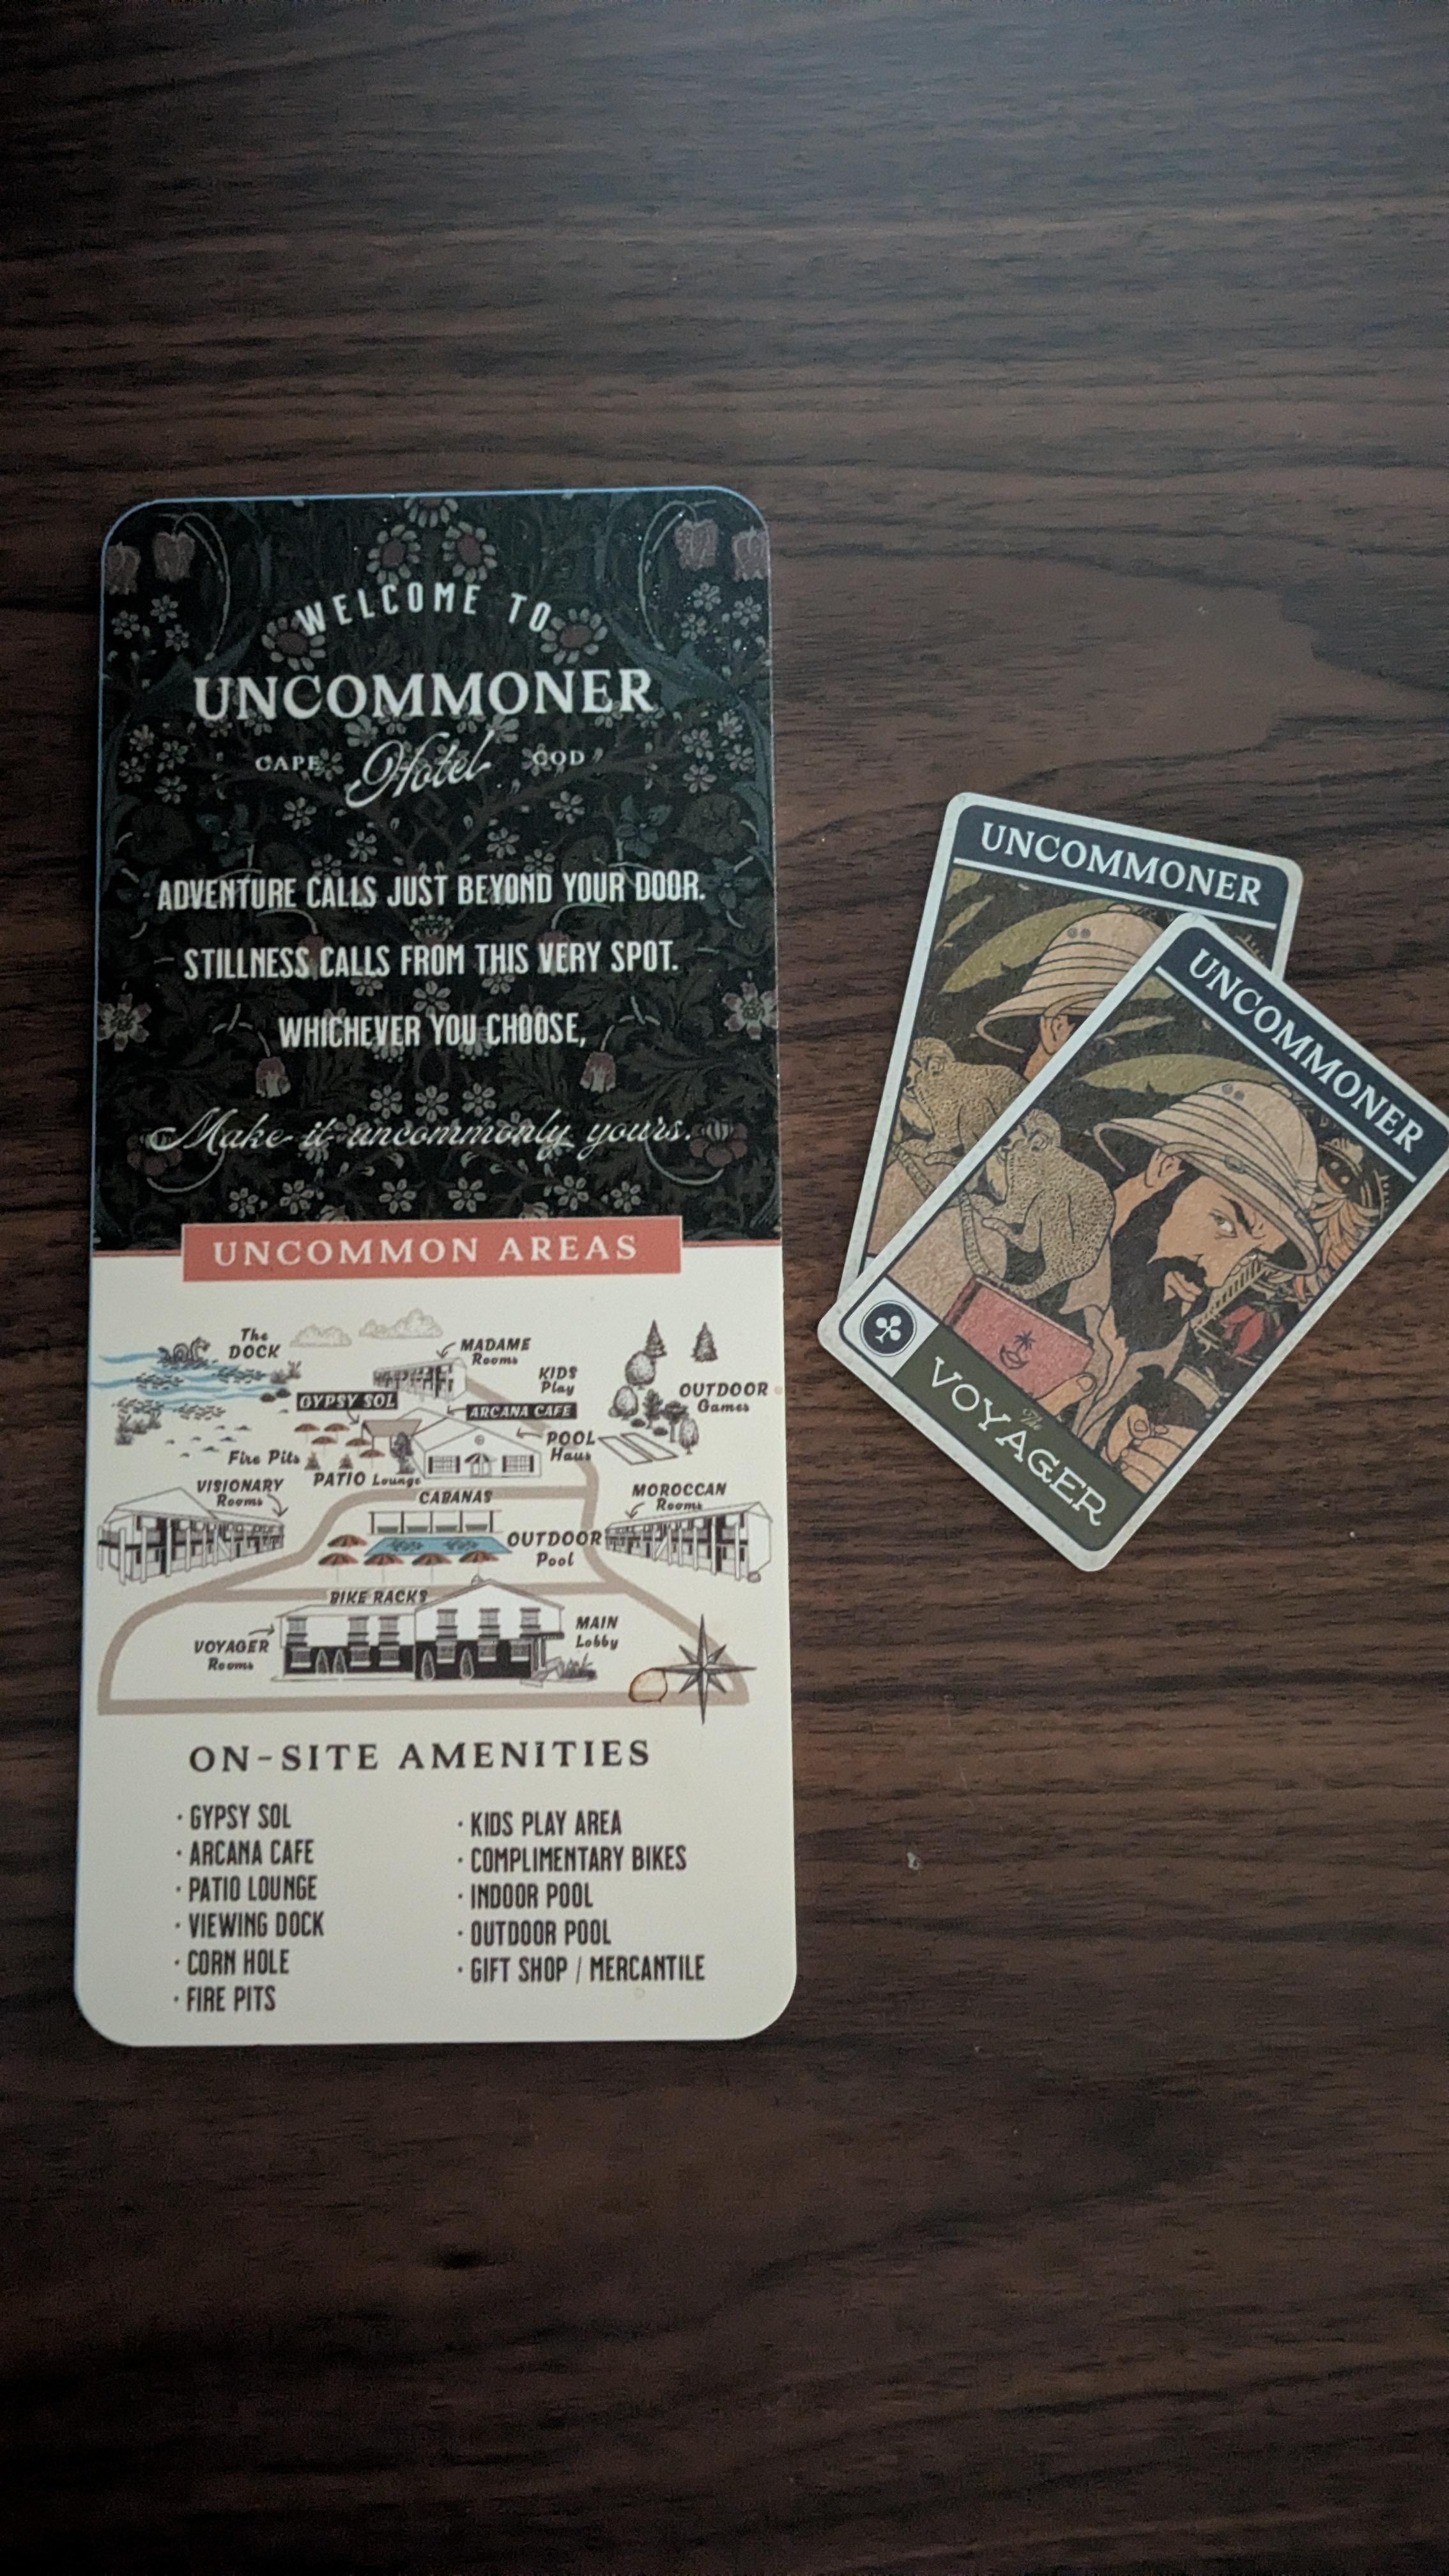 WELCOME TO
UNCOMMONER
CAPE Hotel COD
ADVENTURE CALLS JUST BEYOND YOUR DOOR.
STILLNESS CALLS FROM THIS VERY SPOT.
WHICHEVER YOU CHOOSE,
Make it uncommonly yours.
UNCOMMON AREAS
The
DOCK
MADAME
Rooms
KIDS
Play
GYPSY SOL
ARCANA CAFE
OUTDOOR
Games
POOL
Haus
Fire Pits
PATIO Lounge
VISIONARY
Rooms
CABANAS
MOROCCAN
Rooms
OUTDOOR
Pool
BIKE RACKS
VOYAGER
Rooms
MAIN
Lobby
ON-SITE AMENITIES
· GYPSY SOL
· ARCANA CAFE
· PATIO LOUNGE
· VIEWING DOCK
· CORN HOLE
· FIRE PITS
· KIDS PLAY AREA
· COMPLIMENTARY BIKES
· INDOOR POOL
· OUTDOOR POOL
· GIFT SHOP / MERCANTILE
UNCOMMONER
UNCOMMONER
The
VOYAGER